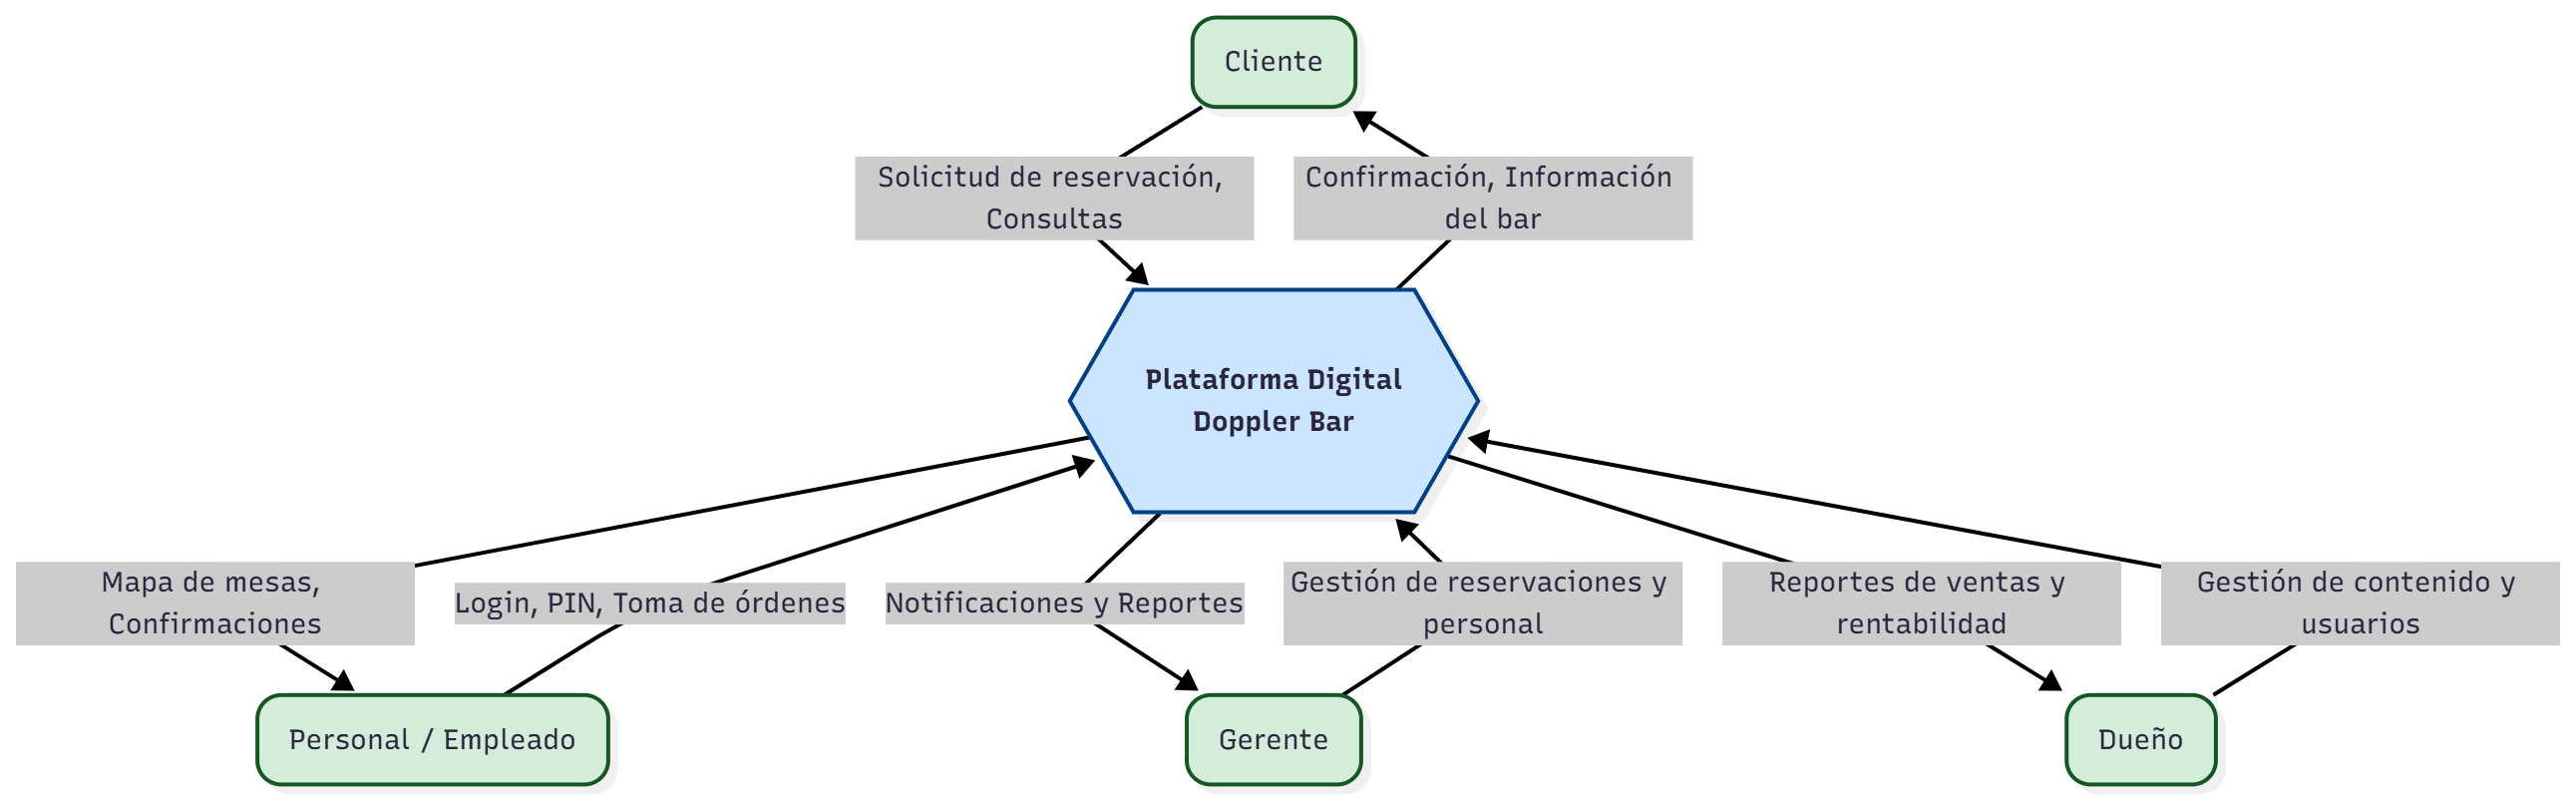 Cliente
Solicitud de reservación,
Consultas
Confirmación, Información
del bar
Plataforma Digital
Doppler Bar
Mapa de mesas,
Confirmaciones
Login, PIN, Toma de órdenes
Notificaciones y Reportes
Gestión de reservaciones y
personal
Reportes de ventas y
rentabilidad
Gestión de contenido y
usuarios
Personal / Empleado
Gerente
Dueño